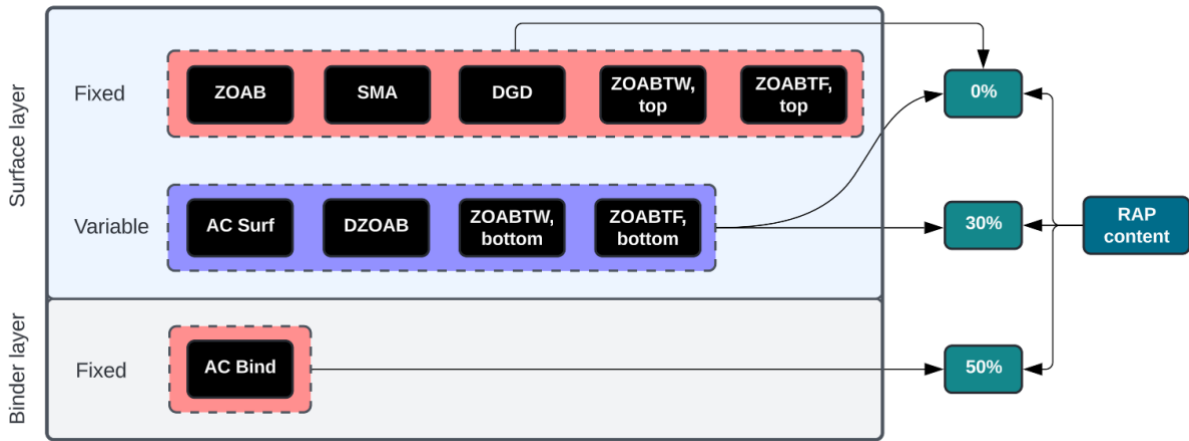 Surface layer
Fixed
ZOAB
SMA
DGD
ZOABTW,
top
ZOABTF,
top
0%
Variable
AC Surf
DZOAB
ZOABTW,
bottom
ZOABTF,
bottom
30%
RAP
content
Binder layer
Fixed
AC Bind
50%